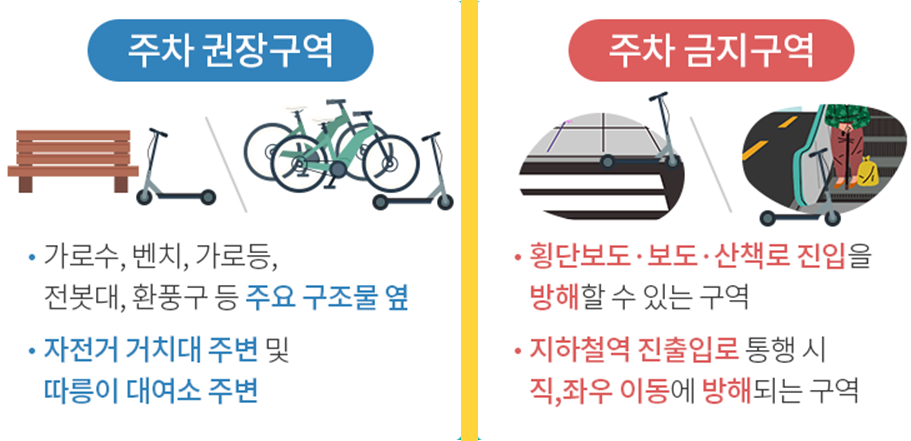 주차 권장구역
• 가로수, 벤치, 가로등,
전봇대, 환풍구 등 주요 구조물 옆
• 자전거 거치대 주변 및
따릉이 대여소 주변
주차 금지구역
• 횡단보도·보도·산책로 진입을
방해할 수 있는 구역
• 지하철역 진출입로 통행 시
직,좌우 이동에 방해되는 구역